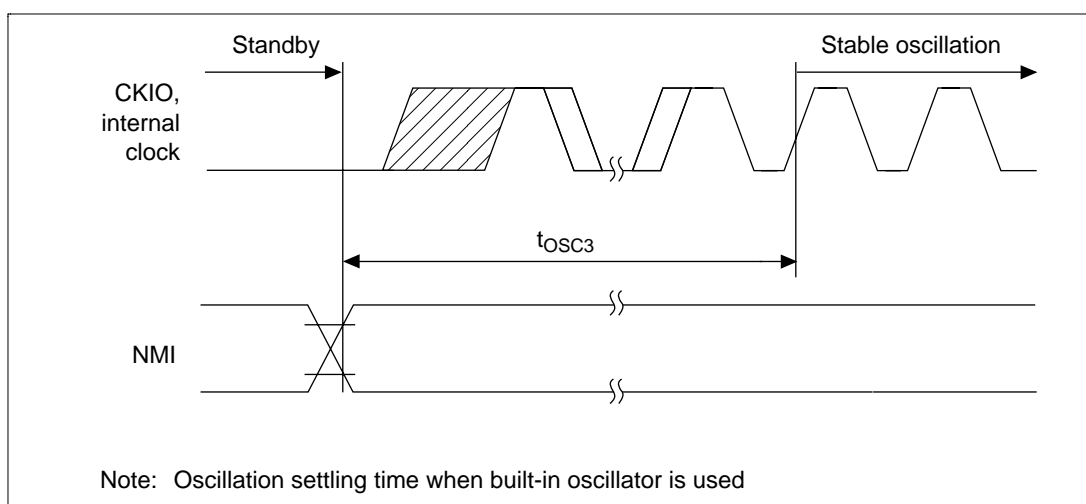 Standby
Stable oscillation
CKIO,
internal
clock
tOSC3
NMI
Note: Oscillation settling time when built-in oscillator is used